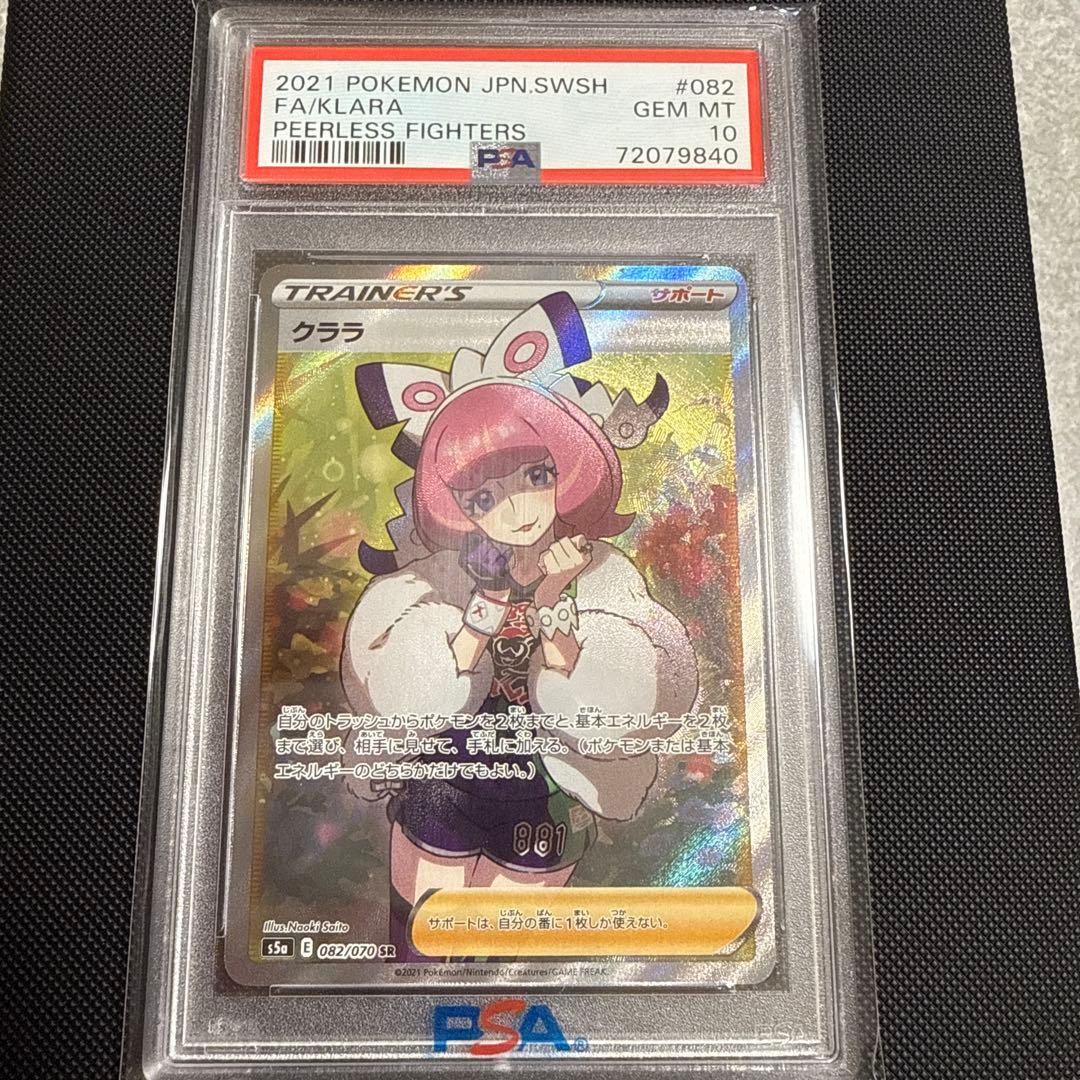 2021 POKEMON JPN.SWSH #082
FA/KLARA GEM MT
PEERLESS FIGHTERS 10
PSA 72079840
TRAINER'S サポート
クララ
自分のトラッシュからポケモンを2枚までと、基本エネルギーを2枚
まで選び、相手に見せて、手札に加える。（ポケモンまたは基本
エネルギーのどちらかだけでもよい。）
881
サポートは、自分の番に1枚しか使えない。
Illus.Naoki Saito
s5a E 082/070 SR
©2021 Pokémon/Nintendo/Creatures/GAME FREAK.
PSA®